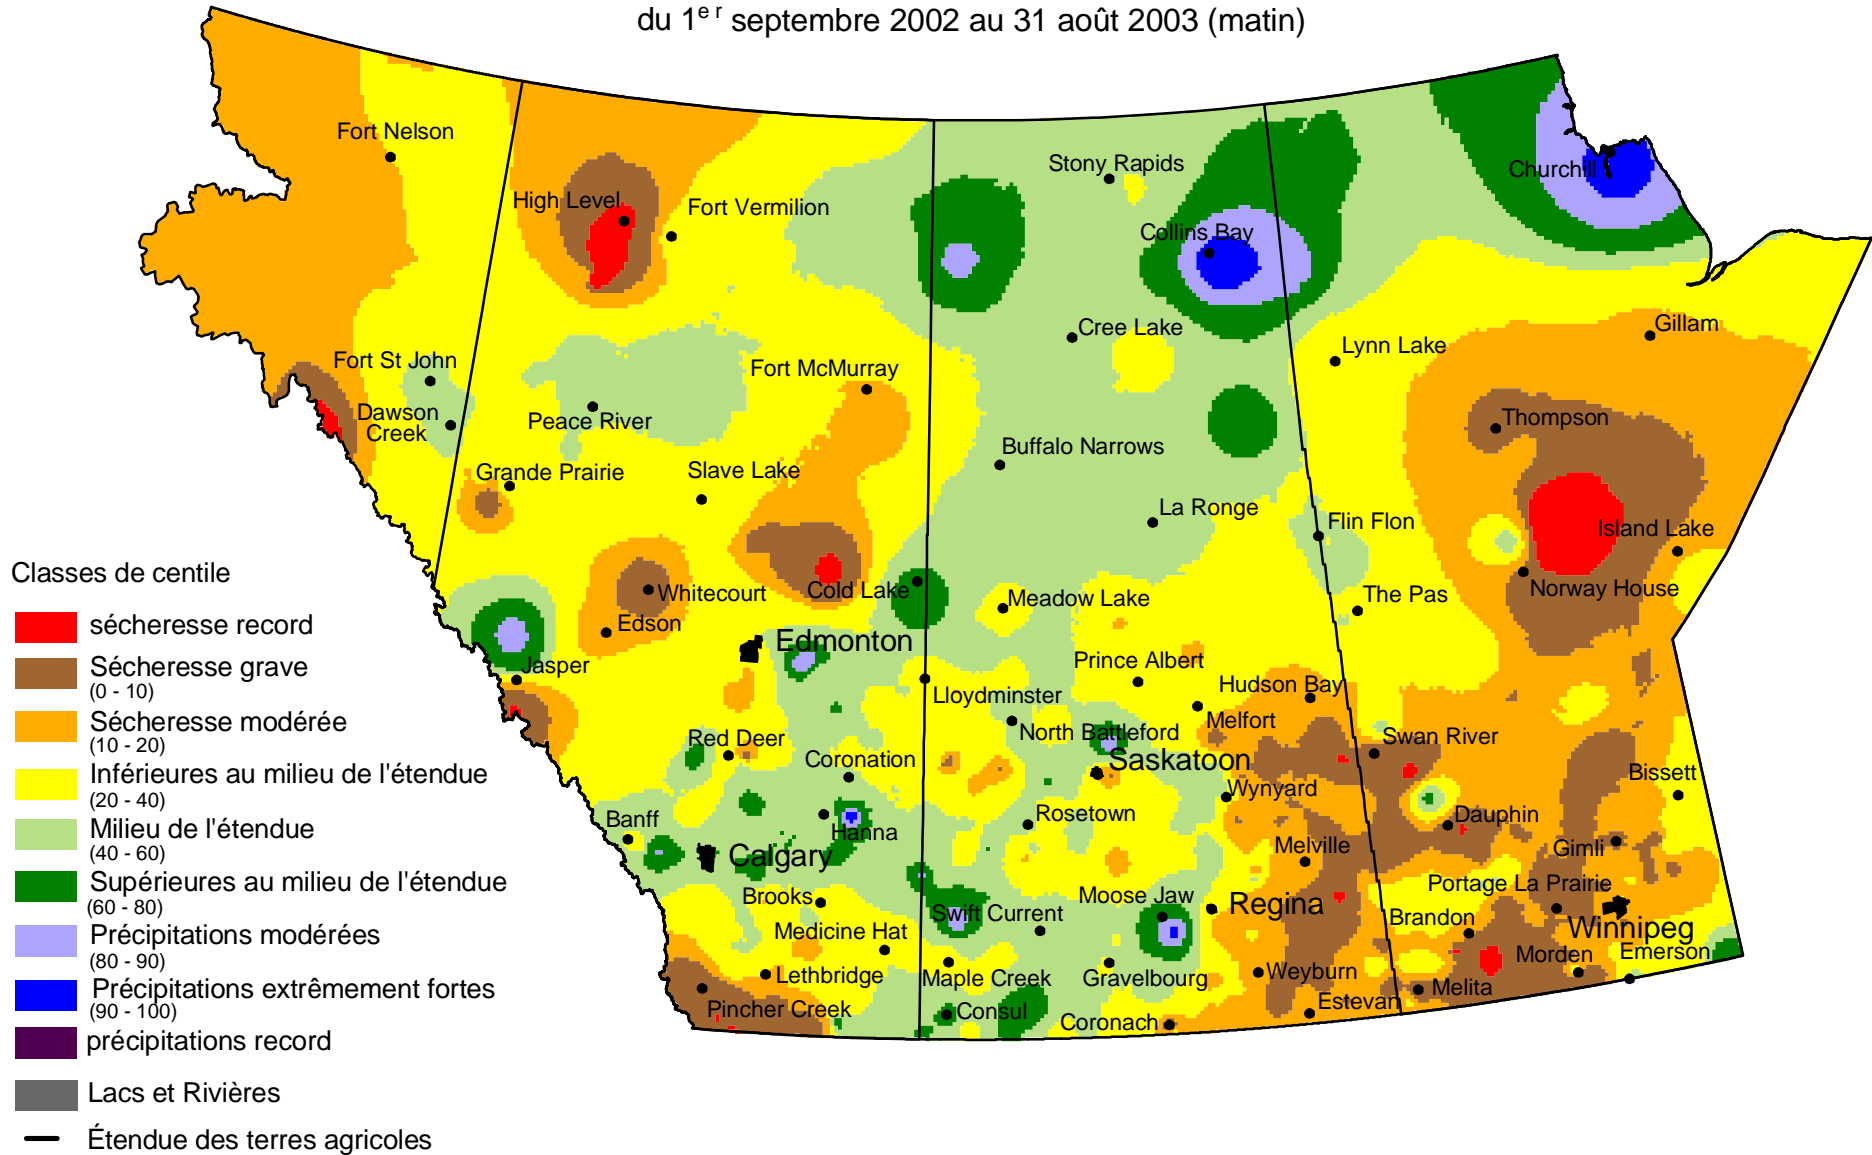 du 1er septembre 2002 au 31 août 2003 (matin)
Fort Nelson
Stony Rapids
Churchill
High Level
Fort Vermilion
Collins Bay
Cree Lake
Gillam
Lynn Lake
Fort St John
Fort McMurray
Dawson
Creek
Peace River
Thompson
Buffalo Narrows
Grande Prairie
Slave Lake
La Ronge
Flin Flon
Island Lake
Whitecourt
Cold Lake
Meadow Lake
The Pas
Norway House
Edson
Edmonton
Jasper
Prince Albert
Hudson Bay
Lloydminster
Melfort
North Battleford
Red Deer
Swan River
Coronation
Saskatoon
Bissett
Wynyard
Banff
Hanna
Rosetown
Dauphin
Calgary
Melville
Gimli
Brooks
Moose Jaw
Portage La Prairie
Regina
Swift Current
Brandon
Winnipeg
Medicine Hat
Lethbridge
Maple Creek
Gravelbourg
Weyburn
Morden
Emerson
Pincher Creek
Consul
Coronach
Estevan
Melita
Classes de centile
sécheresse record
Sécheresse grave
(0 - 10)
Sécheresse modérée
(10 - 20)
Inférieures au milieu de l'étendue
(20 - 40)
Milieu de l'étendue
(40 - 60)
Supérieures au milieu de l'étendue
(60 - 80)
Précipitations modérées
(80 - 90)
Précipitations extrêmement fortes
(90 - 100)
précipitations record
Lacs et Rivières
Étendue des terres agricoles